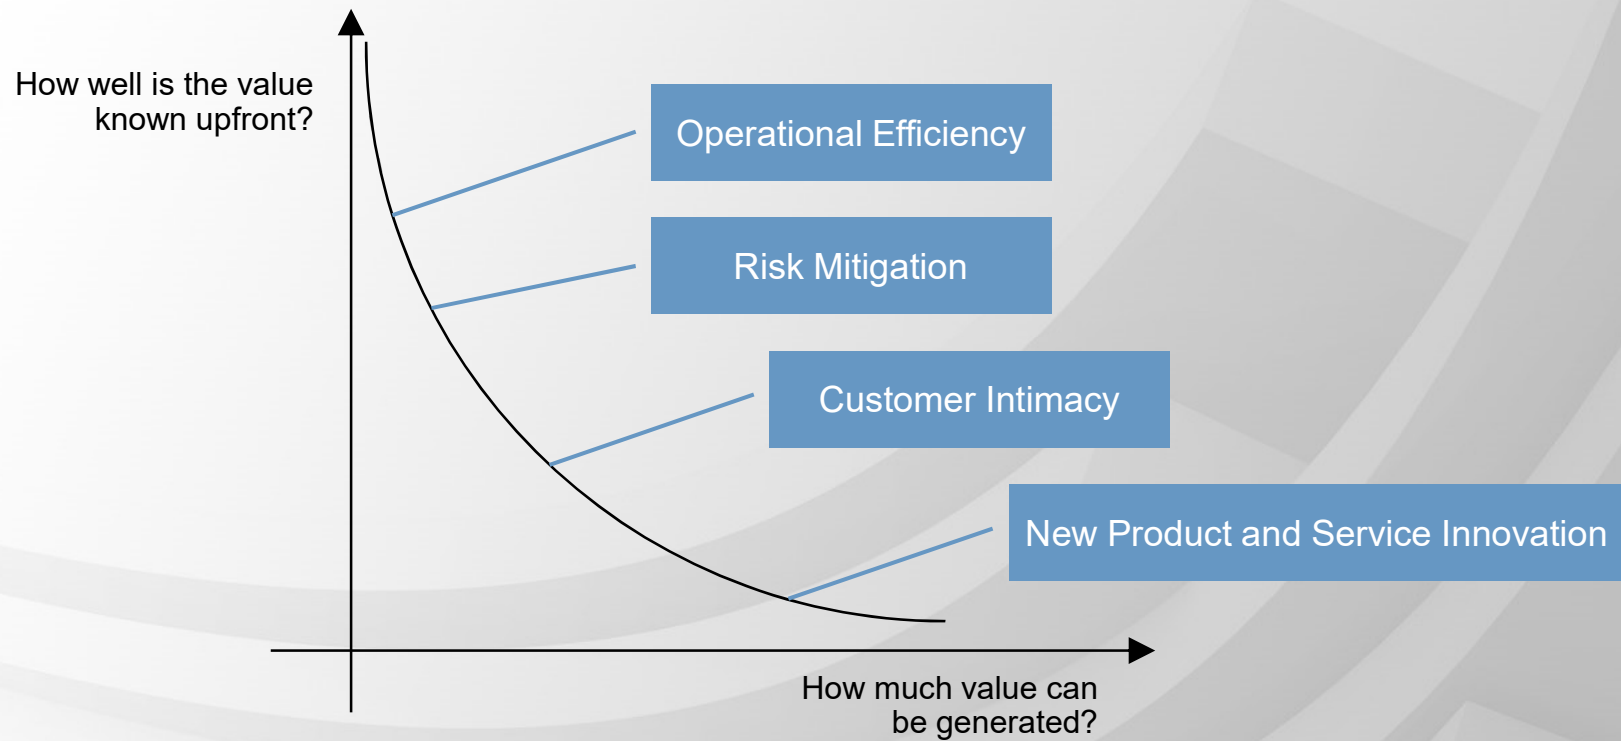 How well is the value
known upfront?
Operational Efficiency
Risk Mitigation
Customer Intimacy
New Product and Service Innovation
How much value can
be generated?